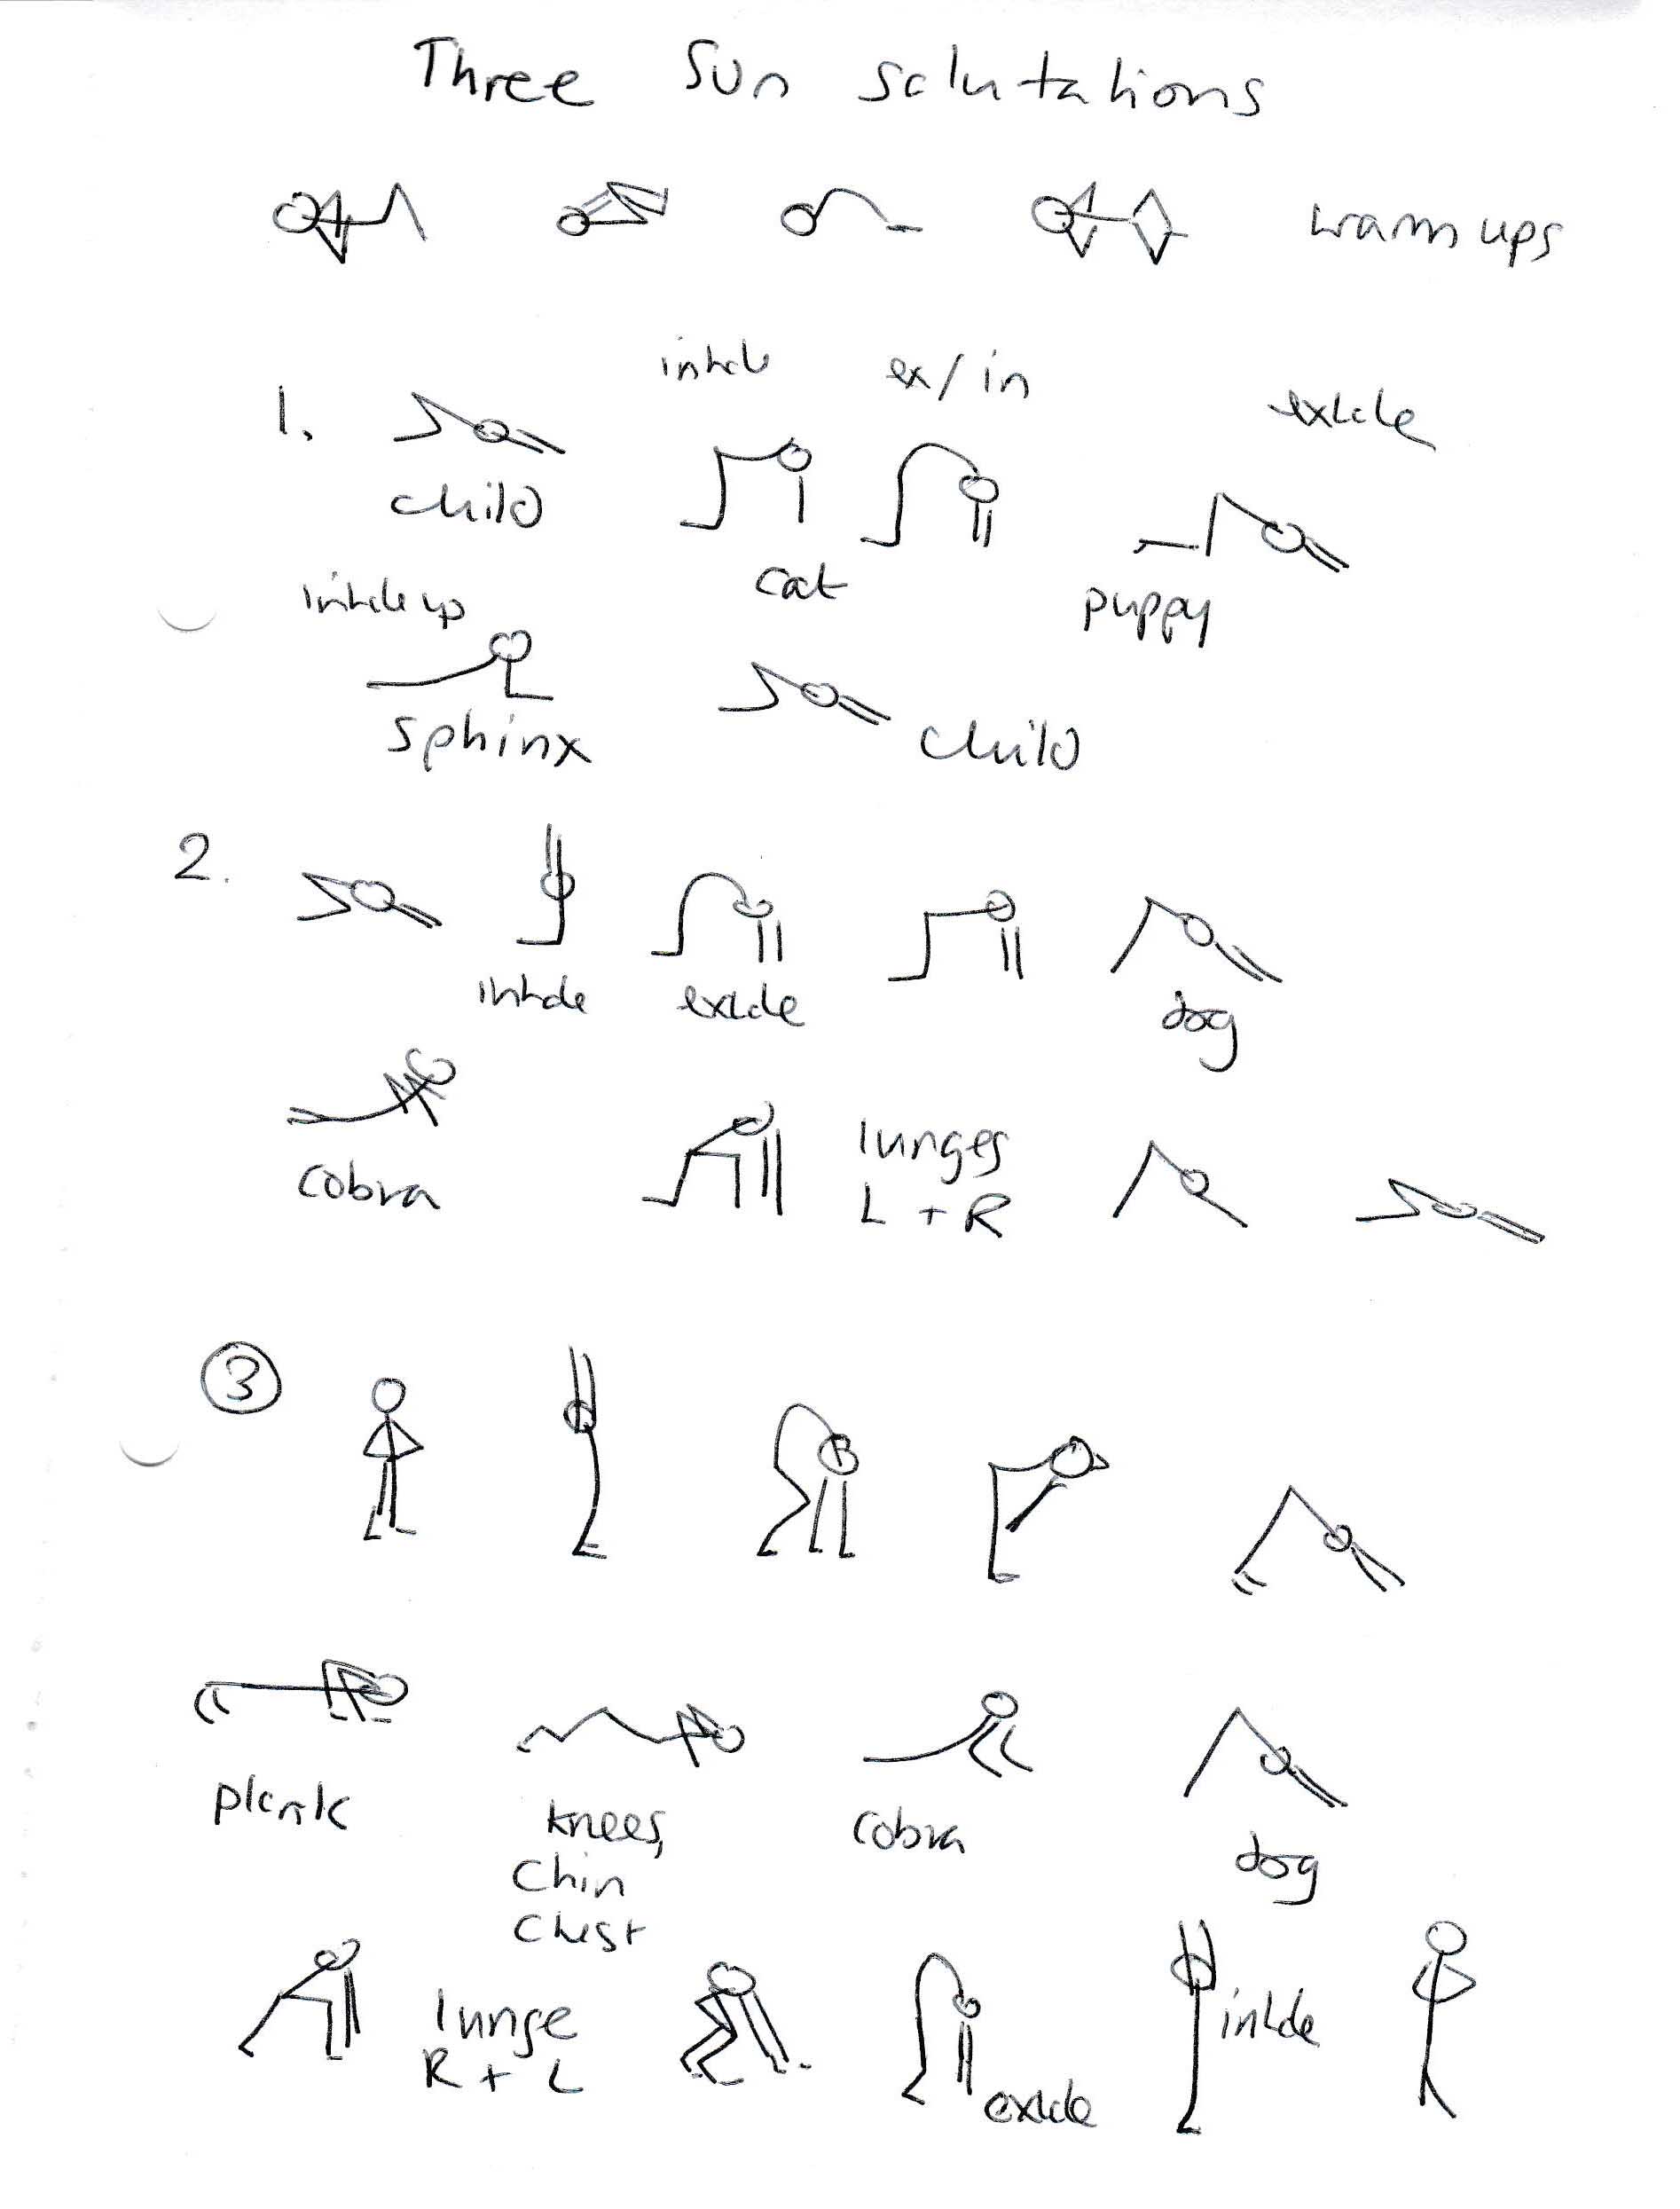 Three Sun Salutations
warm ups
inhale ex/in exhale
1.
child
cat
puppy
inhale up
sphinx
child
2.
inhale exhale
dog
cobra
lunges
L + R
3
plank
knees,
chin
chest
cobra
dog
lunge
R + L
exhale
inhale